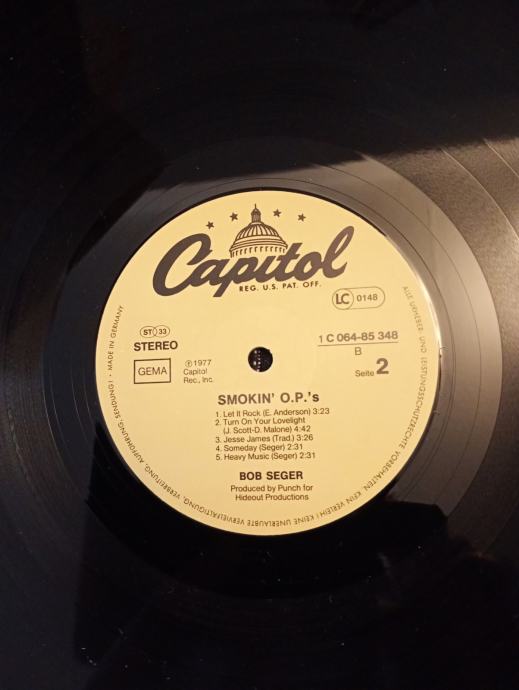 Capitol
REG. U.S. PAT. OFF.
LC 0148
ST 33
STEREO
GEMA
℗ 1977
Capitol
Rec., Inc.
1 C 064-85 348
B
Seite 2
SMOKIN' O.P.'s
1. Let It Rock (E. Anderson) 3:23
2. Turn On Your Lovelight
(J. Scott-D. Malone) 4:42
3. Jesse James (Trad.) 3:26
4. Someday (Seger) 2:31
5. Heavy Music (Seger) 2:31
BOB SEGER
Produced by Punch for
Hideout Productions
ALLE URHEBER- UND LEISTUNGSSCHUTZRECHTE VORBEHALTEN. KEIN VERLEIH! KEINE UNERLAUBTE VERVIELFÄLTIGUNG, VERBREITUNG, AUFFÜHRUNG, SENDUNG! • MADE IN GERMANY